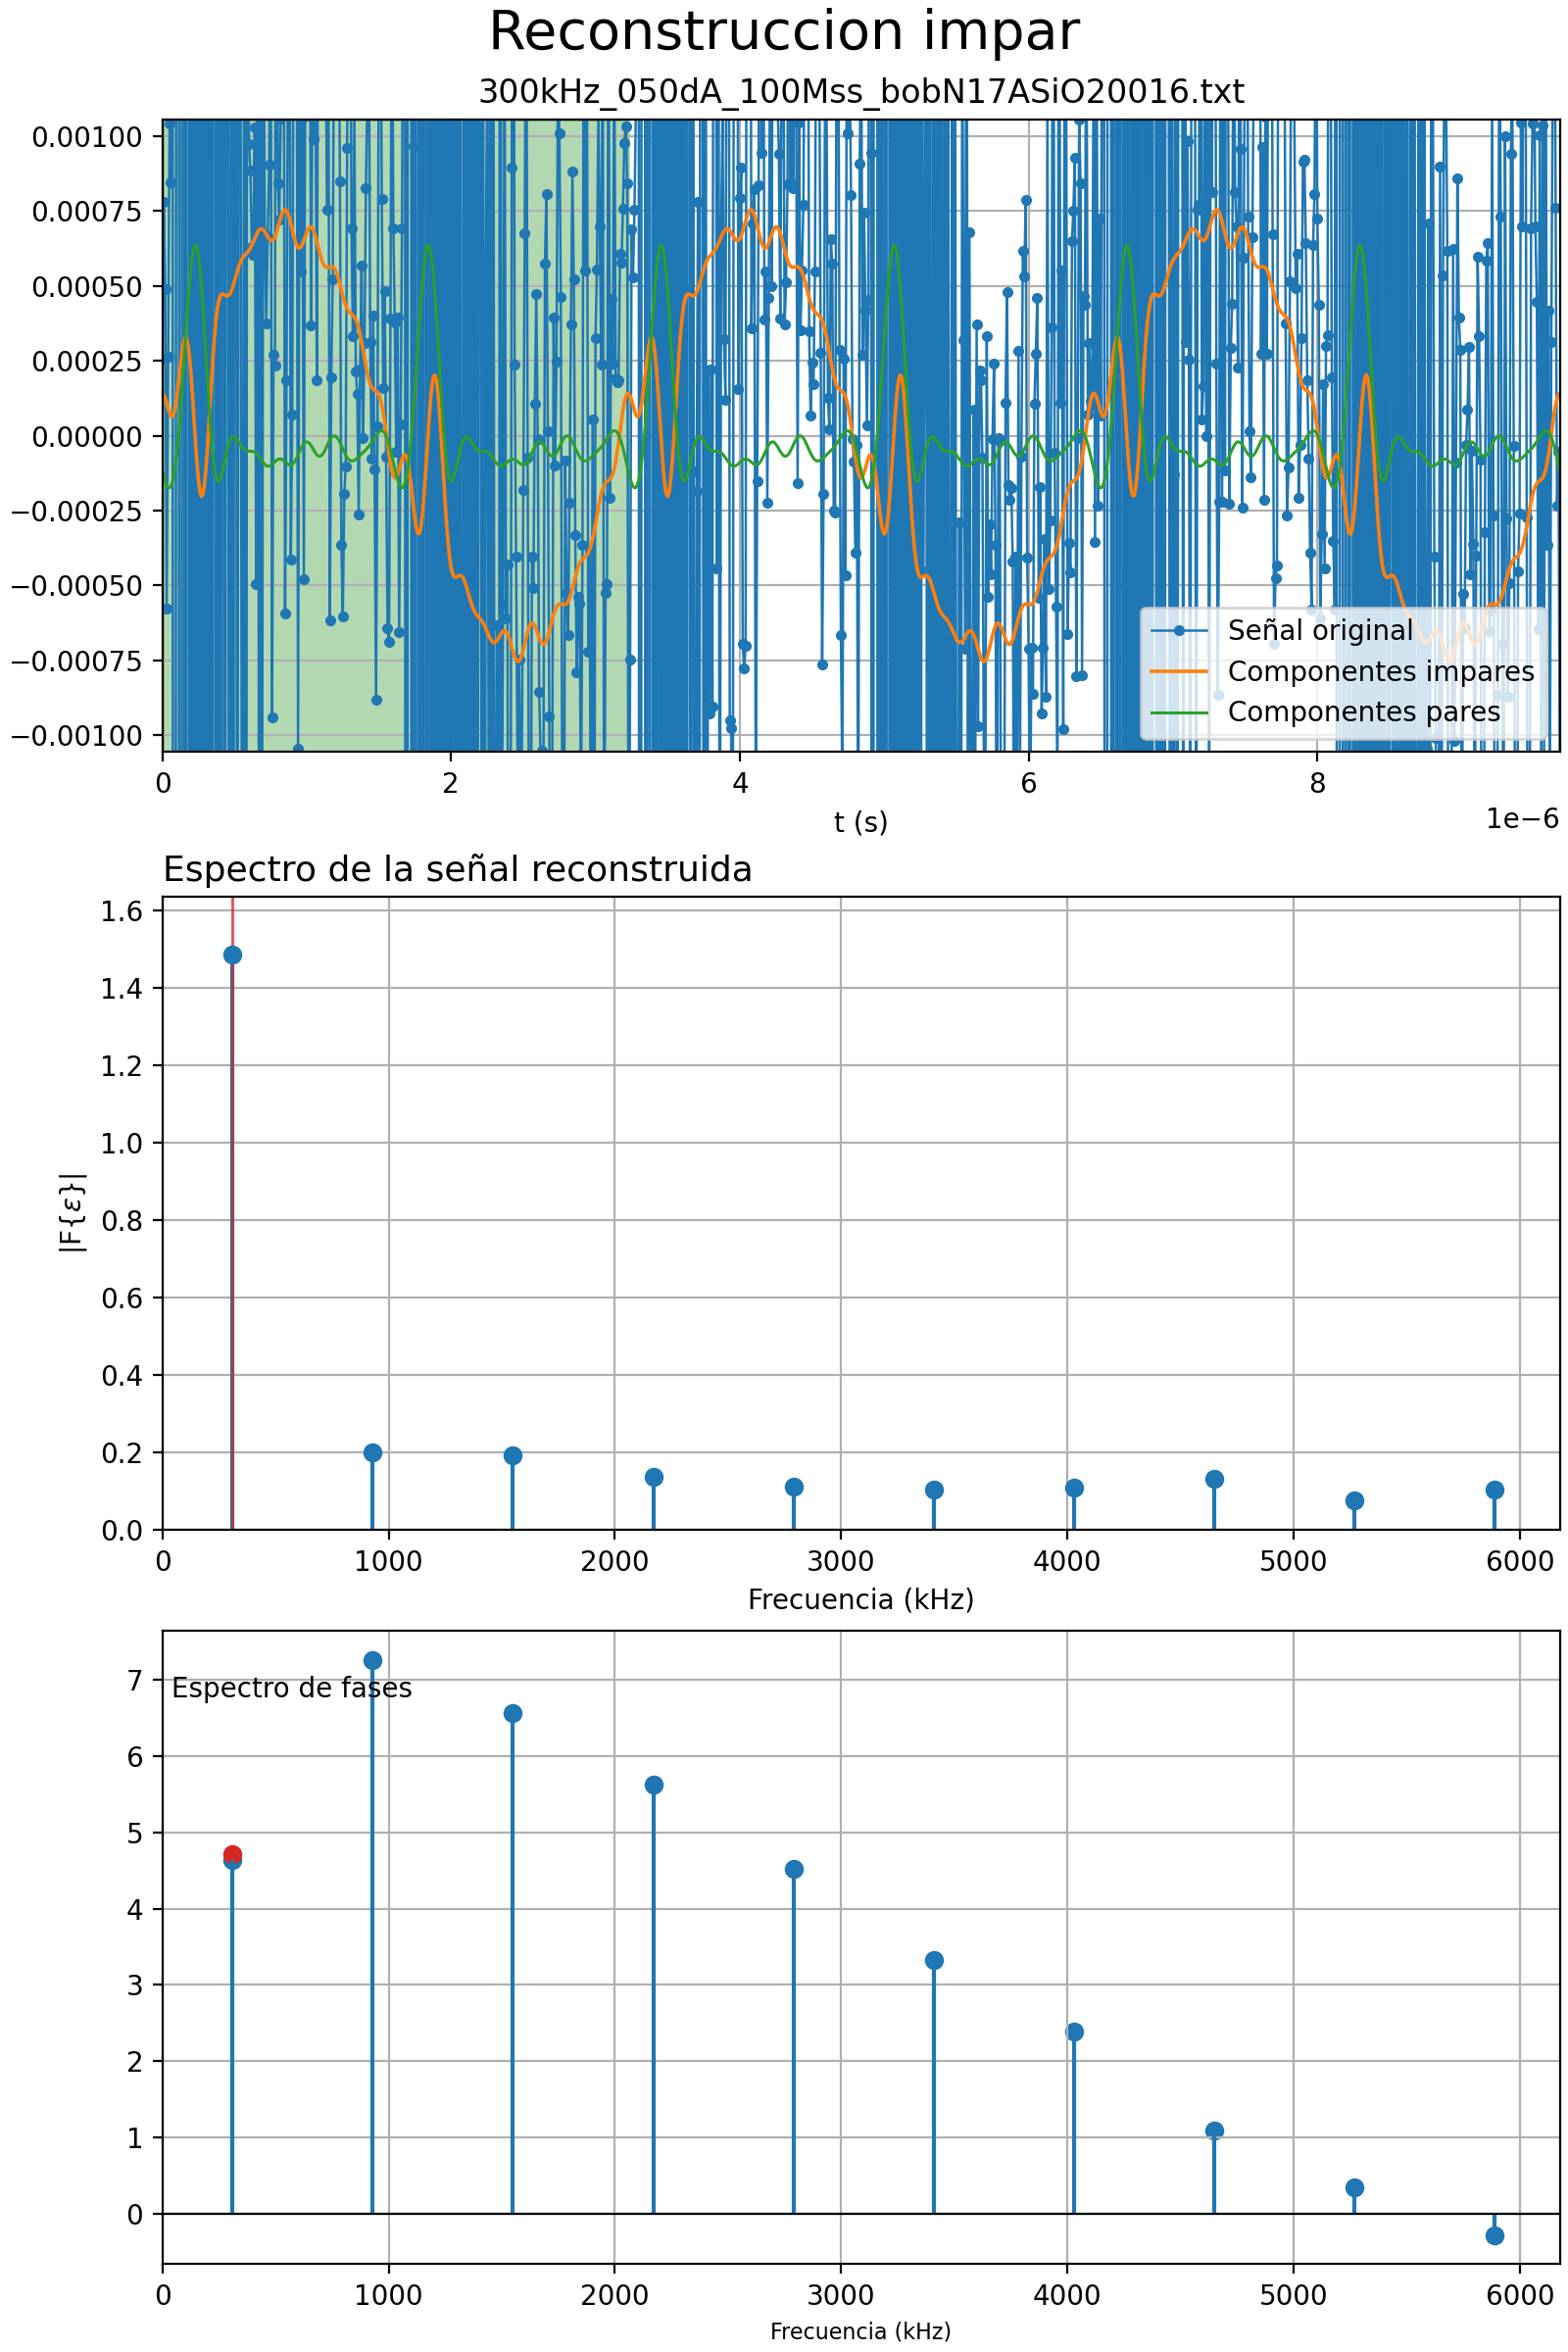 Reconstruccion impar
300kHz_050dA_100Mss_bobN17ASiO20016.txt
0.00100
0.00075
0.00050
0.00025
0.00000
−0.00025
−0.00050
−0.00075
−0.00100
Señal original
Componentes impares
Componentes pares
0 2 4 6 8
1e−6
t (s)
Espectro de la señal reconstruida
1.6
1.4
1.2
1.0
0.8
0.6
0.4
0.2
0.0
|F{ε}|
0 1000 2000 3000 4000 5000 6000
Frecuencia (kHz)
Espectro de fases
7
6
5
4
3
2
1
0
0 1000 2000 3000 4000 5000 6000
Frecuencia (kHz)